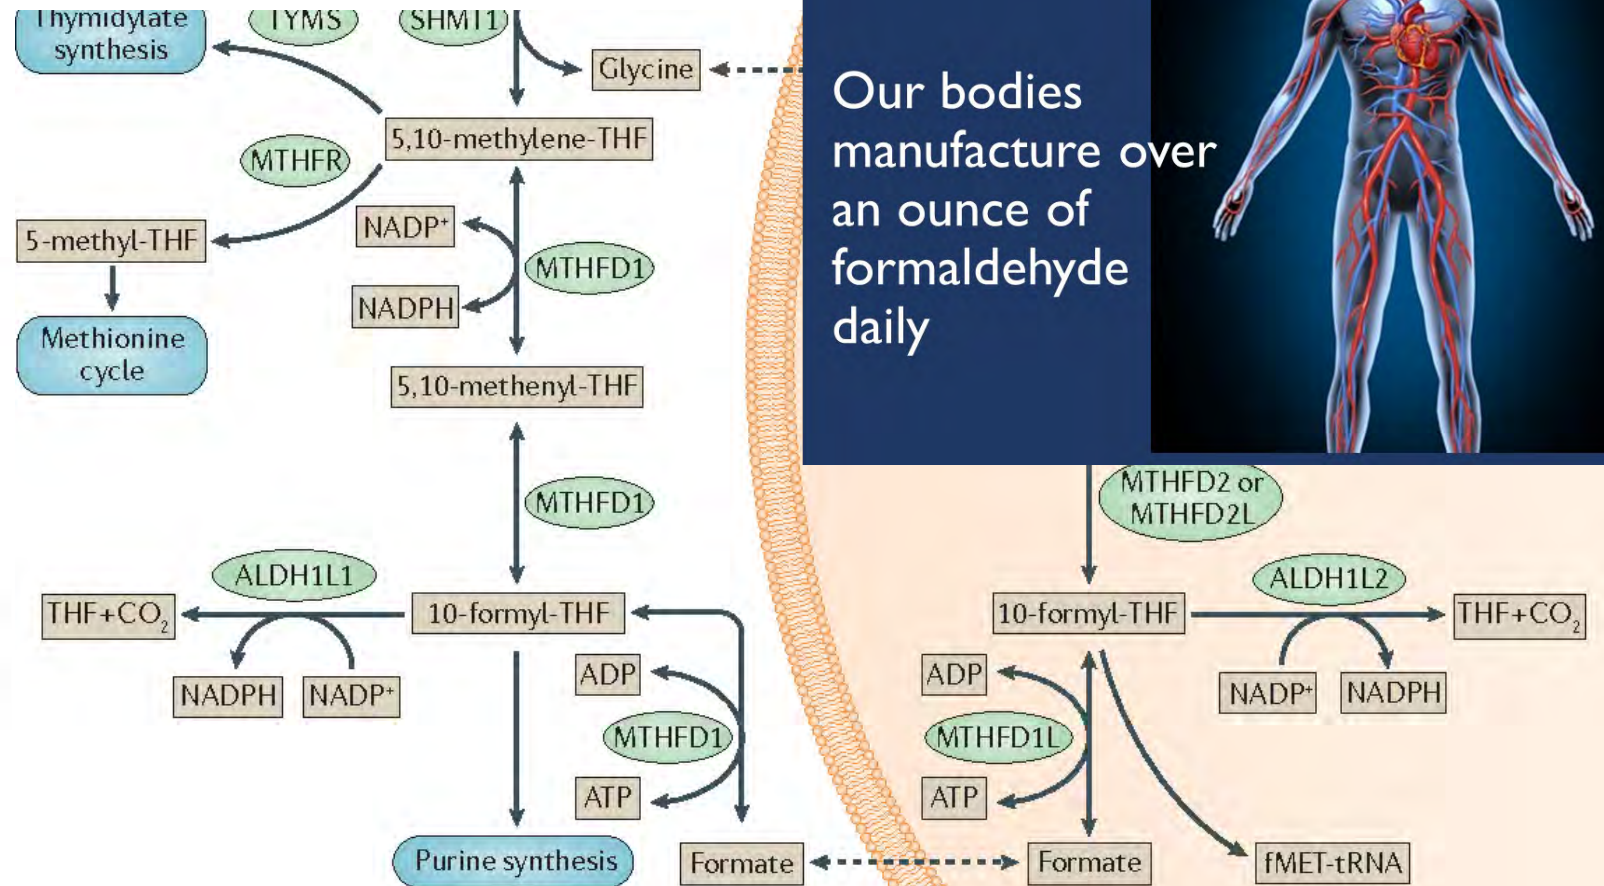 Thymidylate
synthesis
TYMS
SHMT1
Glycine
5,10-methylene-THF
MTHFR
5-methyl-THF
NADP⁺
MTHFD1
NADPH
Methionine
cycle
5,10-methenyl-THF
MTHFD1
ALDH1L1
THF+CO₂
10-formyl-THF
NADPH
NADP⁺
ADP
MTHFD1
ATP
Purine synthesis
Formate
Our bodies
manufacture over
an ounce of
formaldehyde
daily
MTHFD2 or
MTHFD2L
ALDH1L2
10-formyl-THF
THF+CO₂
ADP
NADP⁺
NADPH
MTHFD1L
ATP
Formate
fMET-tRNA